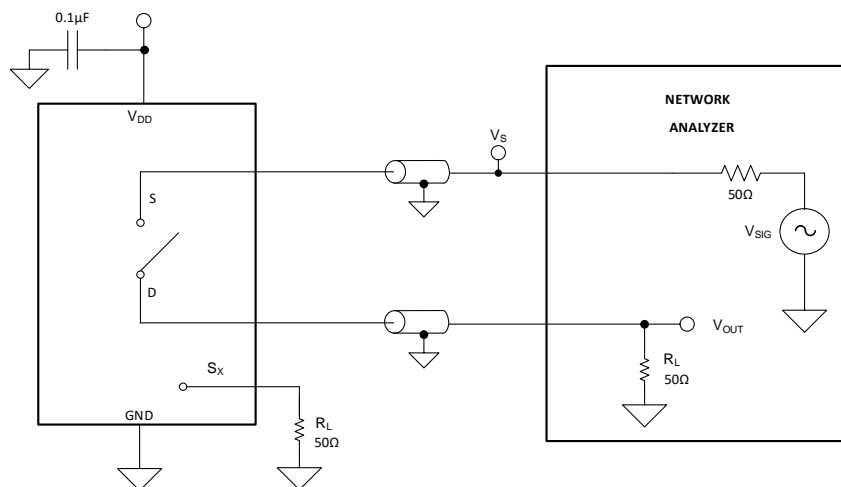 0.1µF
VDD
NETWORK
ANALYZER
VS
S
50Ω
VSIG
D
VOUT
SX
RL
50Ω
GND
RL
50Ω